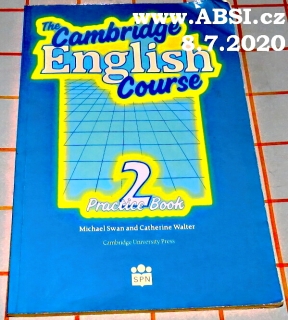 www.ABSI.cz
8.7.2020
The
Cambridge
English
Course
2
Practice Book
Michael Swan and Catherine Walter
Cambridge University Press
SPN